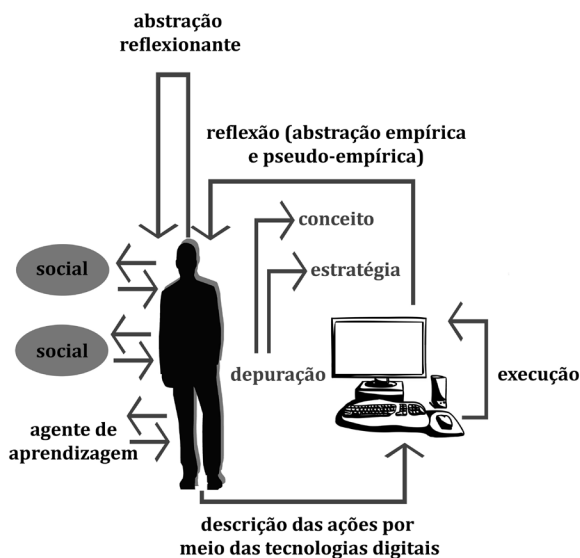 abstração
reflexionante
reflexão (abstração empírica
e pseudo-empírica)
conceito
estratégia
social
social
depuração
execução
agente de
aprendizagem
descrição das ações por
meio das tecnologias digitais